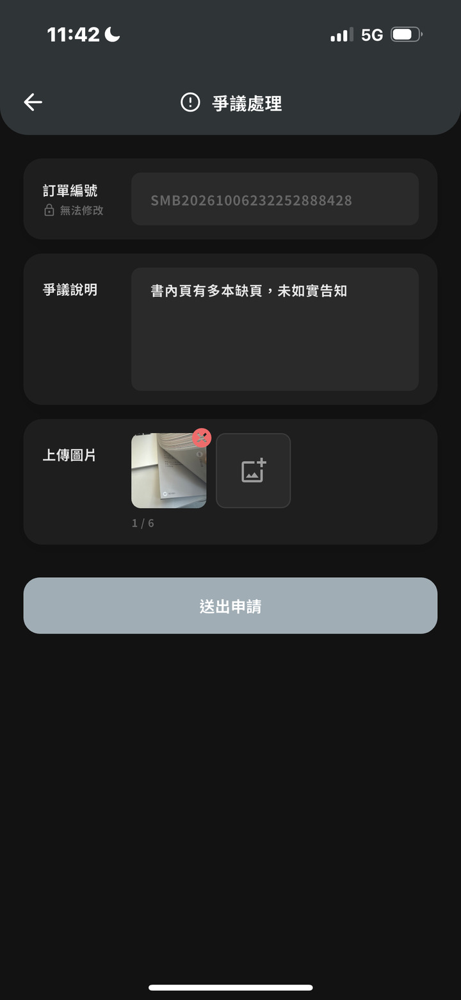 11:42
5G
爭議處理
訂單編號
無法修改
SMB20261006232252888428
爭議說明
書內頁有多本缺頁，未如實告知
上傳圖片
1 / 6
送出申請